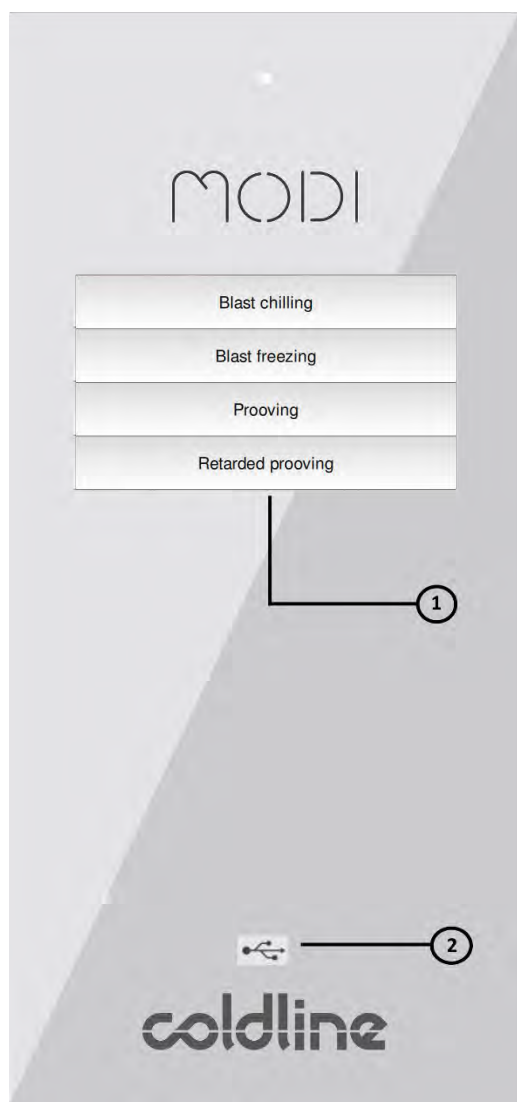 MODI
Blast chilling
Blast freezing
Prooving
Retarded prooving
1
2
coldline